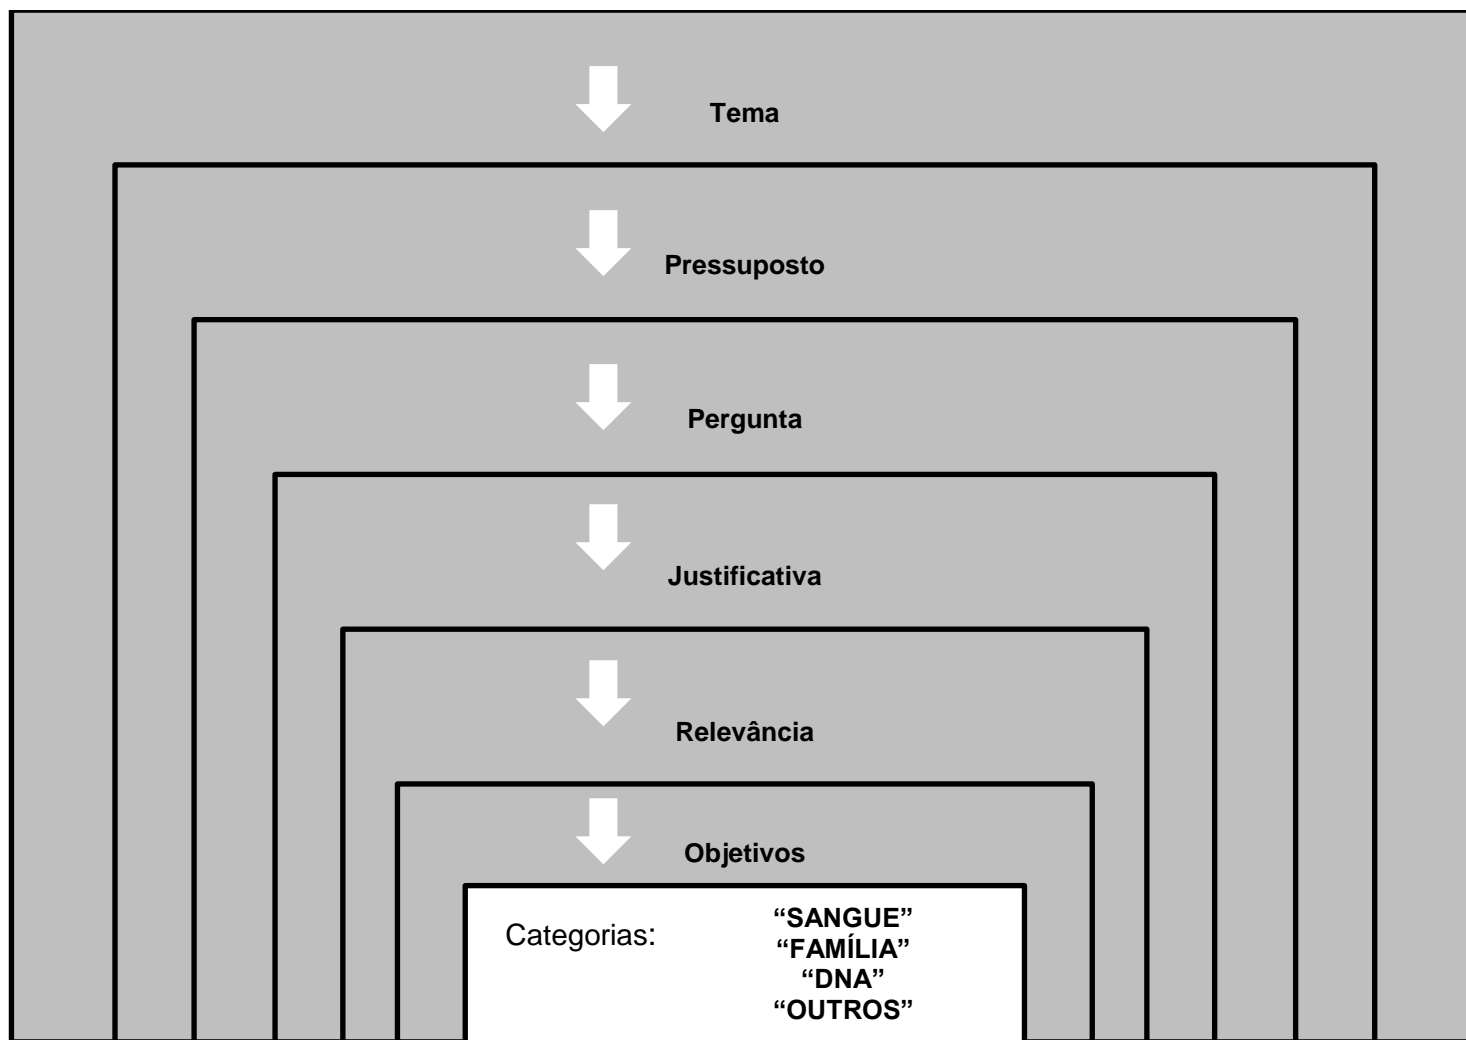 Tema
Pressuposto
Pergunta
Justificativa
Relevância
Objetivos
Categorias:
“SANGUE”
“FAMÍLIA”
“DNA”
“OUTROS”